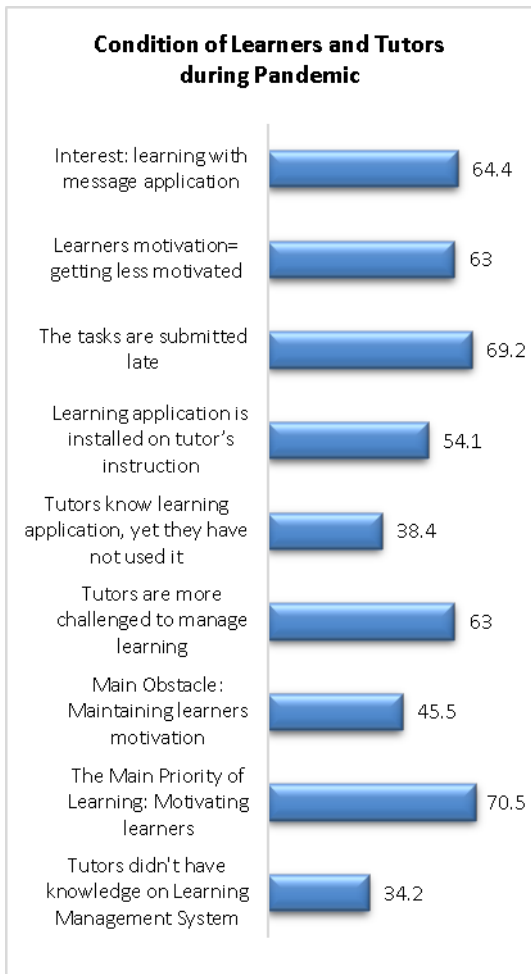 Condition of Learners and Tutors
during Pandemic
Interest: learning with
message application
64.4
Learners motivation=
getting less motivated
63
The tasks are submitted
late
69.2
Learning application is
installed on tutor's
instruction
54.1
Tutors know learning
application, yet they have
not used it
38.4
Tutors are more
challenged to manage
learning
63
Main Obstacle:
Maintaining learners
motivation
45.5
The Main Priority of
Learning: Motivating
learners
70.5
Tutors didn't have
knowledge on Learning
Management System
34.2